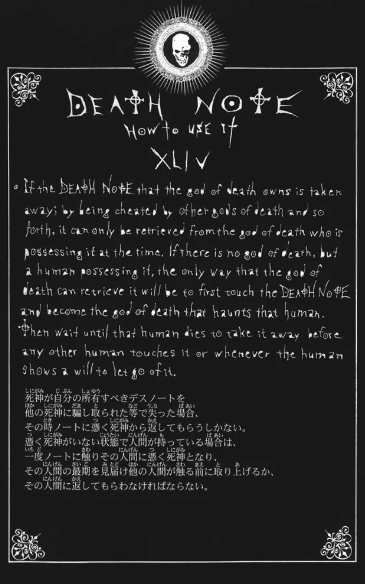 DEATH NOTE
HOW TO USE IT
XLIV
○ If the DEATH NOTE that the god of death owns is taken
away; by being cheated by other gods of death and so
forth, it can only be retrieved from the god of death who is
possessing it at the time. If there is no god of death, but
a human possessing it, the only way that the god of
death can retrieve it will be to first touch the DEATH NOTE
and become the god of death that haunts that human.
Then wait until that human dies to take it away before
any other human touches it or whenever the human
shows a will to let go of it.
死神が自分の所有すべきデスノートを
他の死神に騙し取られた等で失った場合、
その時ノートに憑く死神から返してもらうしかない。
憑く死神がいない状態で人間が持っている場合は、
一度ノートに触りその人間に憑く死神となり、
その人間の最期を見届け他の人間が触る前に取り上げるか、
その人間に返してもらわなければならない。